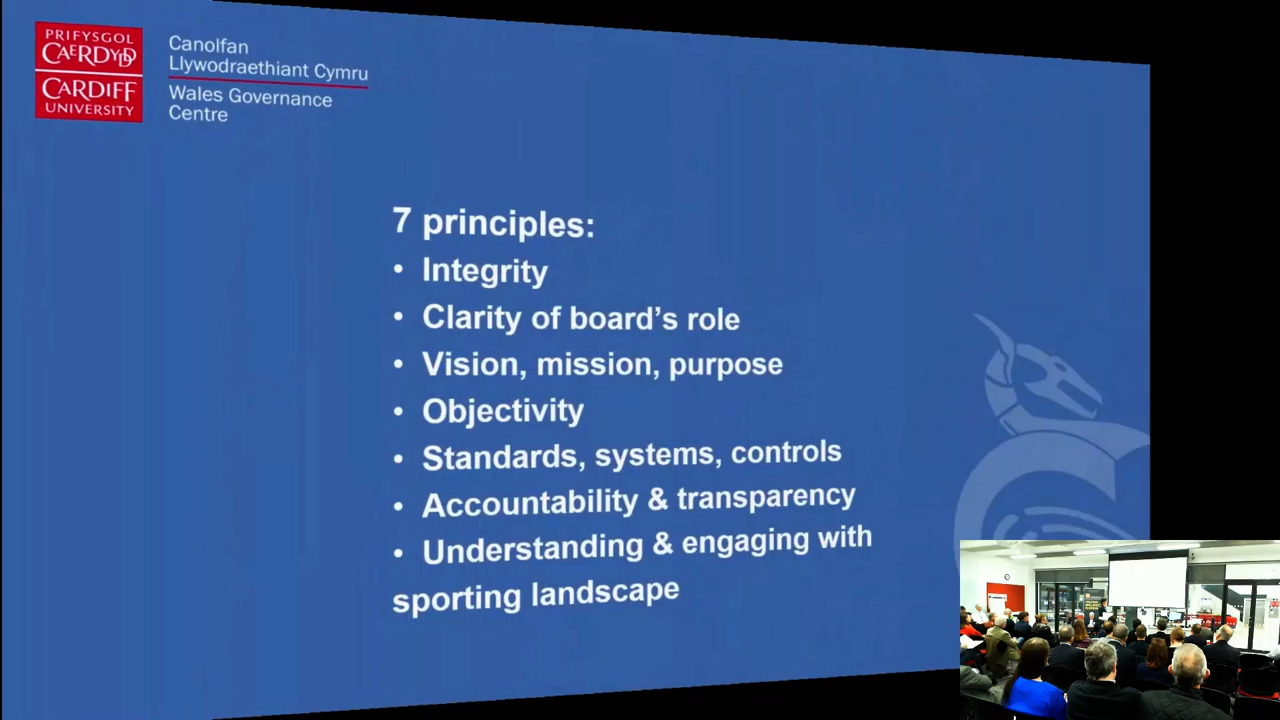 PRIFYSGOL
CAERDYDD
CARDIFF
UNIVERSITY
Canolfan
Llywodraethiant Cymru
Wales Governance
Centre
7 principles:
• Integrity
• Clarity of board’s role
• Vision, mission, purpose
• Objectivity
• Standards, systems, controls
• Accountability & transparency
• Understanding & engaging with
sporting landscape